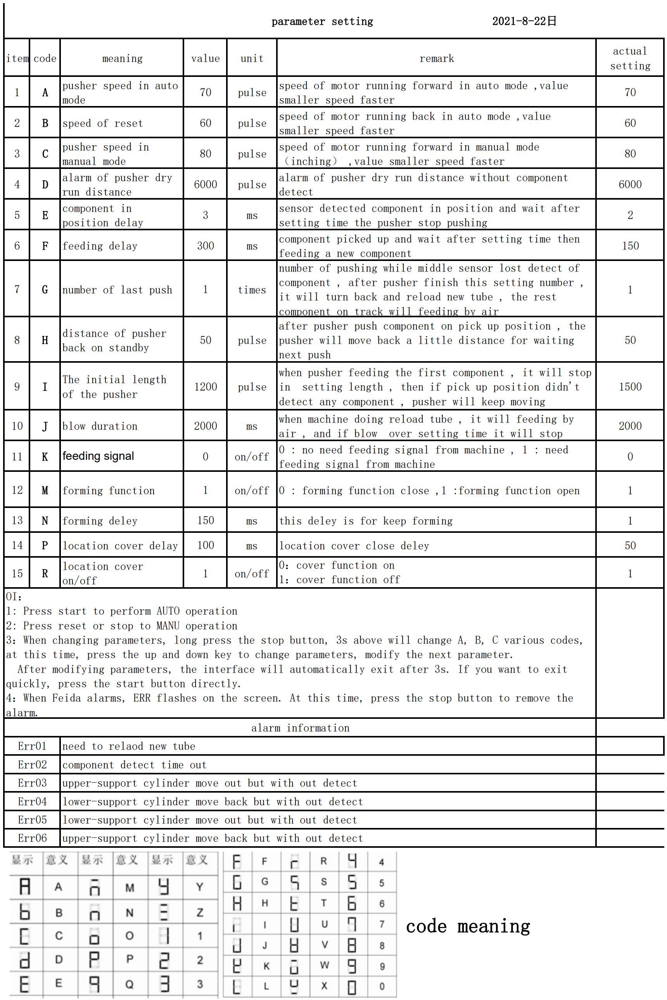 parameter setting 2021-8-22日
item code meaning value unit remark actual setting
1 A pusher speed in auto mode 70 pulse speed of motor running forward in auto mode ,value smaller speed faster 70
2 B speed of reset 60 pulse speed of motor running back in auto mode ,value smaller speed faster 60
3 C pusher speed in manual mode 80 pulse speed of motor running forward in manual mode （inching） ,value smaller speed faster 80
4 D alarm of pusher dry run distance 6000 pulse alarm of pusher dry run distance without component detect 6000
5 E component in position delay 3 ms sensor detected component in position and wait after setting time the pusher stop pushing 2
6 F feeding delay 300 ms component picked up and wait after setting time then feeding a new component 150
7 G number of last push 1 times number of pushing while middle sensor lost detect of component , after pusher finish this setting number , it will turn back and reload new tube , the rest component on track will feeding by air 1
8 H distance of pusher back on standby 50 pulse after pusher push component on pick up position , the pusher will move back a little distance for waiting next push 50
9 I The initial length of the pusher 1200 pulse when pusher feeding the first component , it will stop in setting length , then if pick up position didn't detect any component , pusher will keep moving 1500
10 J blow duration 2000 ms when machine doing reload tube , it will feeding by air , and if blow over setting time it will stop 2000
11 K feeding signal 0 on/off 0 : no need feeding signal from machine , 1 : need feeding signal from machine 0
12 M forming function 1 on/off 0 : forming function close ,1 :forming function open 1
13 N forming deley 150 ms this deley is for keep forming 1
14 P location cover delay 100 ms location cover close deley 50
15 R location cover on/off 1 on/off 0：cover function on 1：cover function off 1
OI：
1: Press start to perform AUTO operation
2: Press reset or stop to MANU operation
3：When changing parameters, long press the stop button, 3s above will change A, B, C various codes,
at this time, press the up and down key to change parameters, modify the next parameter.
After modifying parameters, the interface will automatically exit after 3s. If you want to exit
quickly, press the start button directly.
4：When Feida alarms, ERR flashes on the screen. At this time, press the stop button to remove the
alarm.
alarm information
Err01 need to relaod new tube
Err02 component detect time out
Err03 upper-support cylinder move out but with out detect
Err04 lower-support cylinder move back but with out detect
Err05 lower-support cylinder move out but with out detect
Err06 upper-support cylinder move back but with out detect
显示 意义 显示 意义 显示 意义
A M Y
B N Z
C O 1
D P 2
E Q 3
F R 4
G S 5
H T 6
I U 7
J V 8
K W 9
L X 0
code meaning